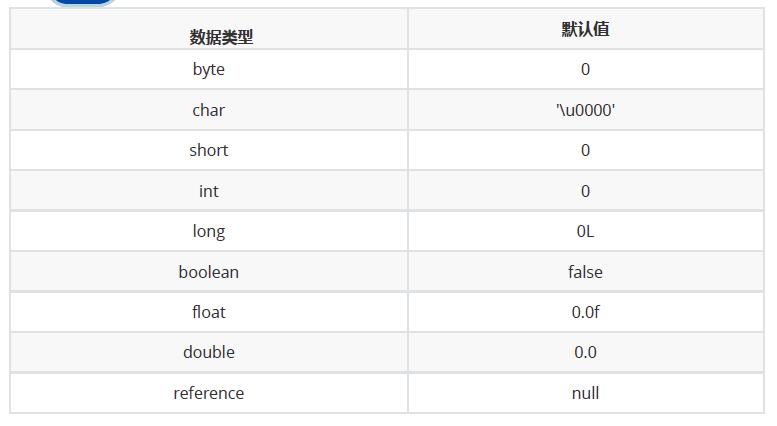 数据类型 默认值
byte 0
char '\u0000'
short 0
int 0
long 0L
boolean false
float 0.0f
double 0.0
reference null